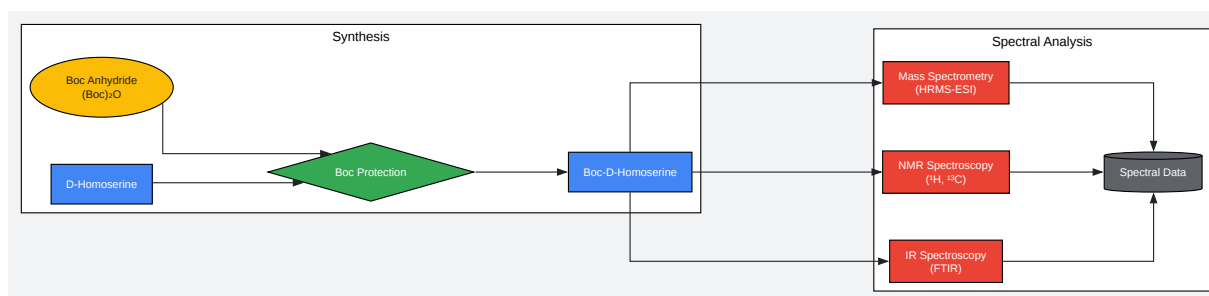 Synthesis
Boc Anhydride
(Boc)₂O
D-Homoserine
Boc Protection
Boc-D-Homoserine
Spectral Analysis
Mass Spectrometry
(HRMS-ESI)
NMR Spectroscopy
(¹H, ¹³C)
IR Spectroscopy
(FTIR)
Spectral Data